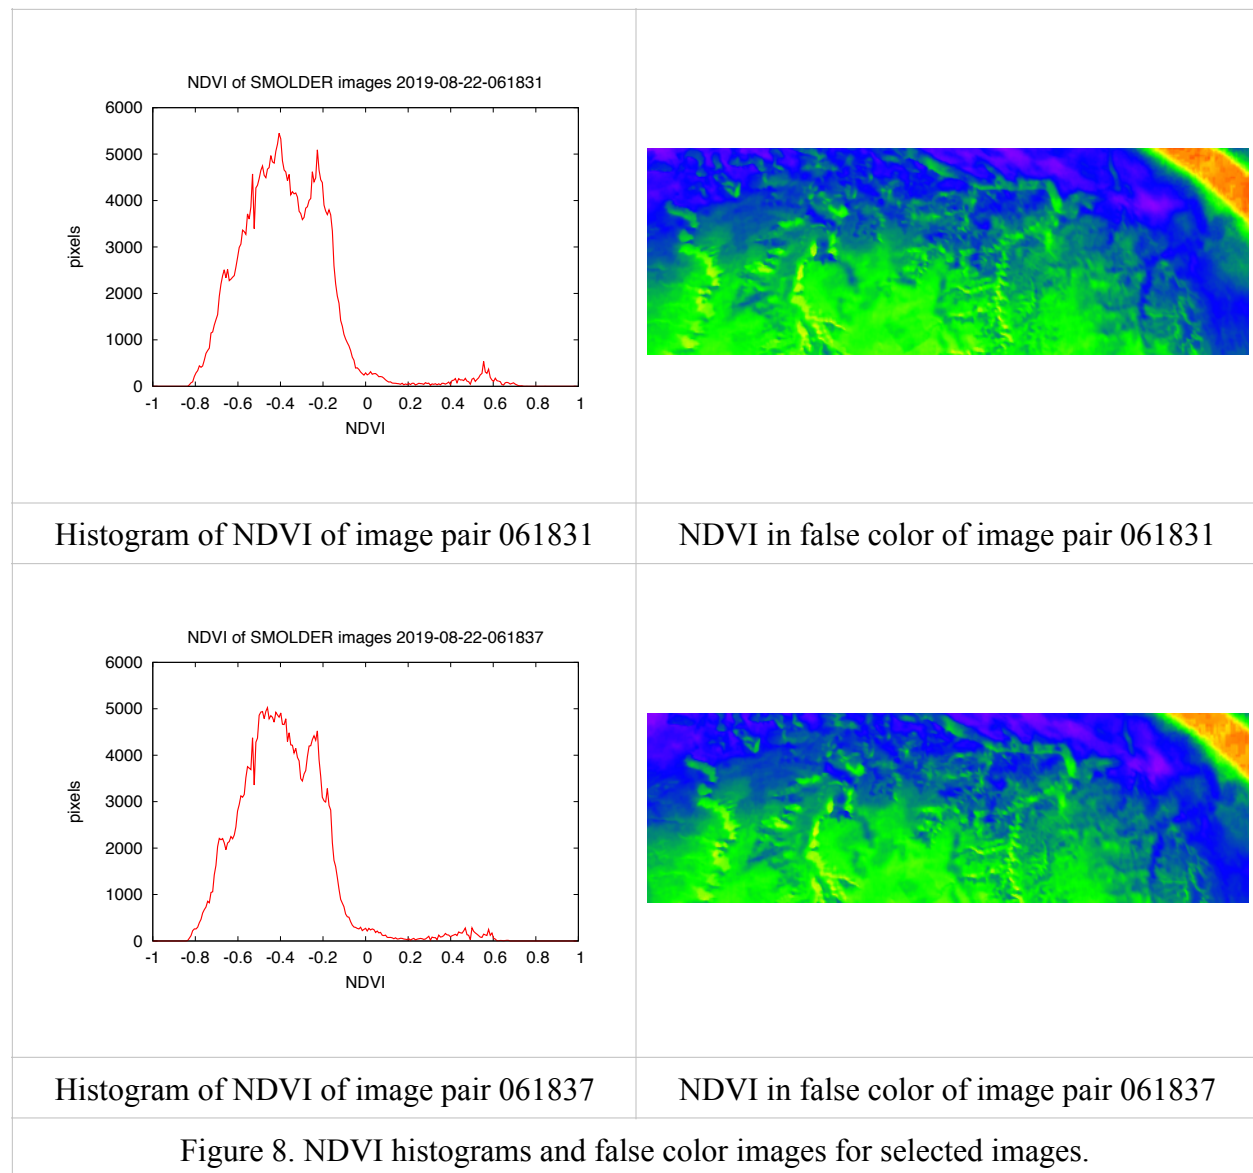 NDVI of SMOLDER images 2019-08-22-061831
6000
5000
4000
3000
2000
1000
0
pixels
-1 -0.8 -0.6 -0.4 -0.2 0 0.2 0.4 0.6 0.8 1
NDVI
Histogram of NDVI of image pair 061831
NDVI in false color of image pair 061831
NDVI of SMOLDER images 2019-08-22-061837
6000
5000
4000
3000
2000
1000
0
pixels
-1 -0.8 -0.6 -0.4 -0.2 0 0.2 0.4 0.6 0.8 1
NDVI
Histogram of NDVI of image pair 061837
NDVI in false color of image pair 061837
Figure 8. NDVI histograms and false color images for selected images.